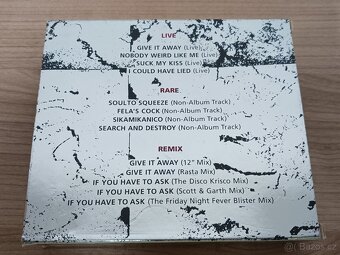 LIVE
GIVE IT AWAY (Live)
NOBODY WEIRD LIKE ME (Live)
SUCK MY KISS (Live)
I COULD HAVE LIED (Live)
RARE
SOUL TO SQUEEZE (Non-Album Track)
FELA'S COCK (Non-Album Track)
SIKAMIKANICO (Non-Album Track)
SEARCH AND DESTROY (Non-Album Track)
REMIX
GIVE IT AWAY (12" Mix)
GIVE IT AWAY (Rasta Mix)
IF YOU HAVE TO ASK (The Disco Krisco Mix)
IF YOU HAVE TO ASK (Scott & Garth Mix)
IF YOU HAVE TO ASK (The Friday Night Fever Blister Mix)